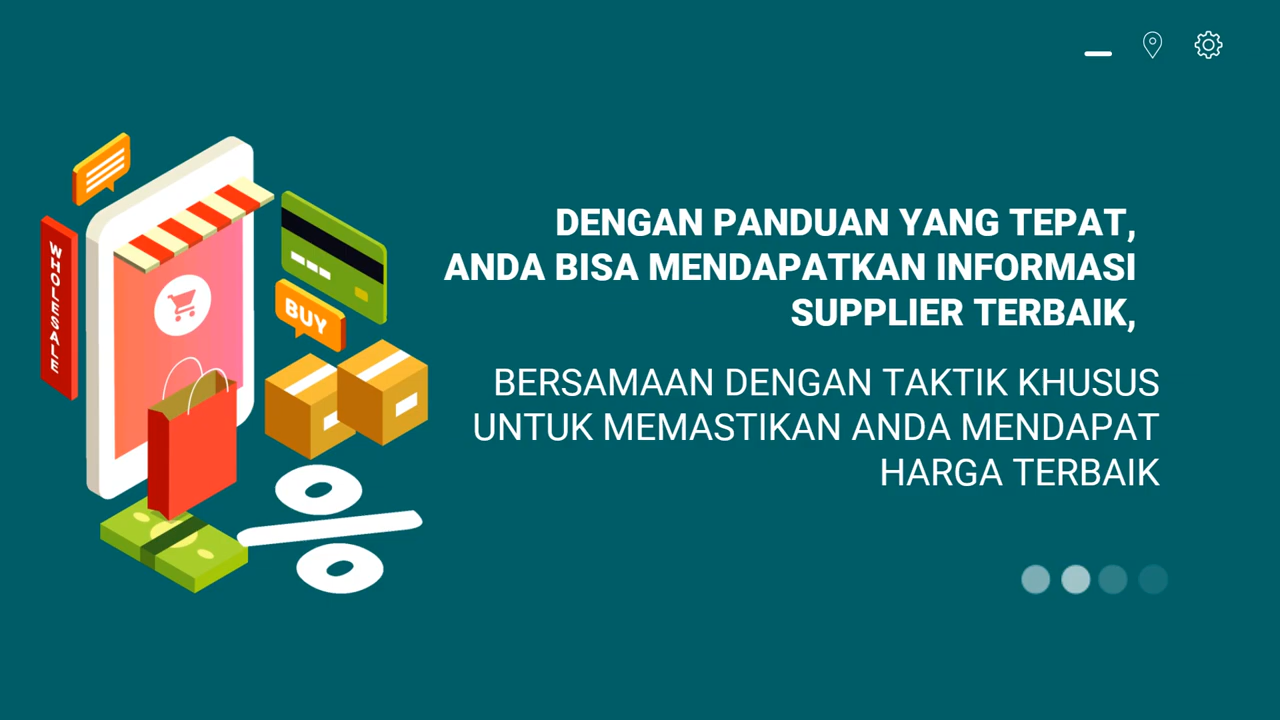 WHOLESALE
BUY
DENGAN PANDUAN YANG TEPAT,
ANDA BISA MENDAPATKAN INFORMASI
SUPPLIER TERBAIK,
BERSAMAAN DENGAN TAKTIK KHUSUS
UNTUK MEMASTIKAN ANDA MENDAPAT
HARGA TERBAIK